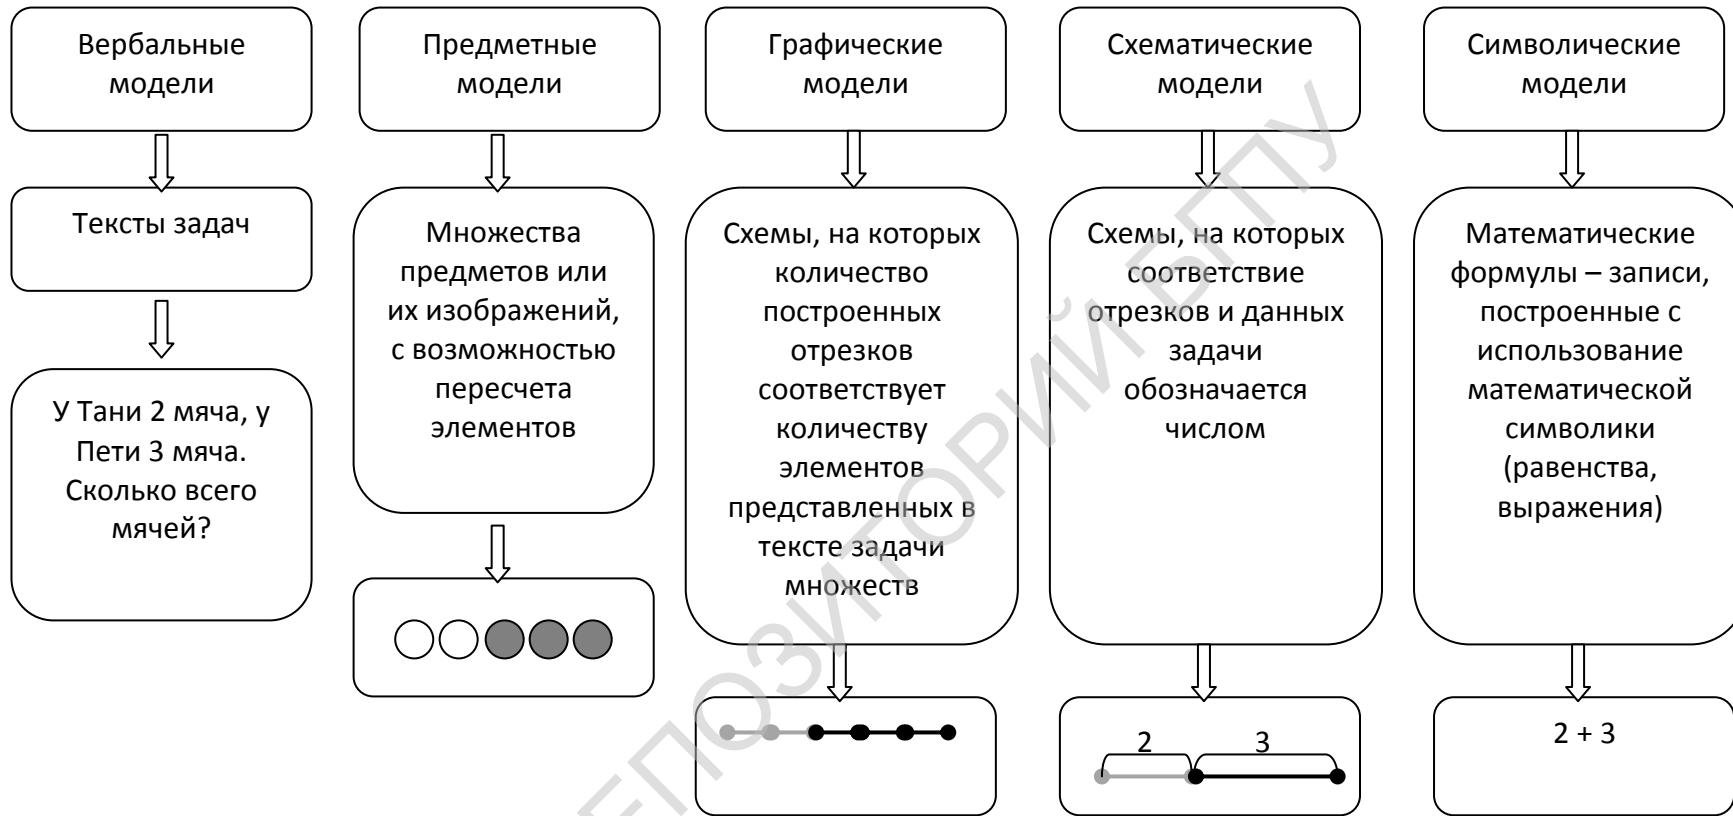 Вербальные
модели
Предметные
модели
Графические
модели
Схематические
модели
Символические
модели
Тексты задач
Множества
предметов или
их изображений,
с возможностью
пересчета
элементов
Схемы, на которых
количество
построенных
отрезков
соответствует
количеству
элементов
представленных в
тексте задачи
множеств
Схемы, на которых
соответствие
отрезков и данных
задачи
обозначается
числом
Математические
формулы – записи,
построенные с
использование
математической
символики
(равенства,
выражения)
У Тани 2 мяча, у
Пети 3 мяча.
Сколько всего
мячей?
2 3
2 + 3
ЕПОЗИТОРИЙ БГПУ